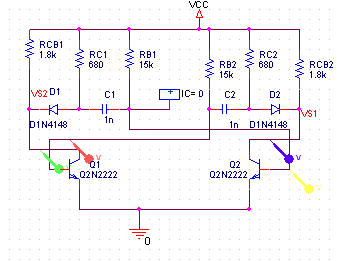 VCC
RCB1
1.8k
RC1
680
RB1
15k
RB2
15k
RC2
680
RCB2
1.8k
VS2
D1
C1
IC= 0
C2
D2
VS1
D1N4148
1n
1n
D1N4148
V
V
Q1
Q2N2222
Q2
Q2N2222
0